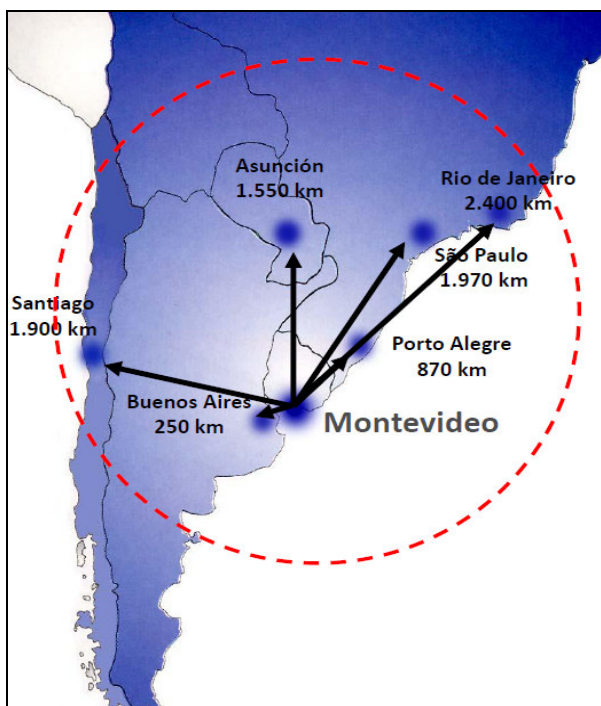 Asunción
1.550 km
Rio de Janeiro
2.400 km
São Paulo
1.970 km
Santiago
1.900 km
Porto Alegre
870 km
Buenos Aires
250 km
Montevideo